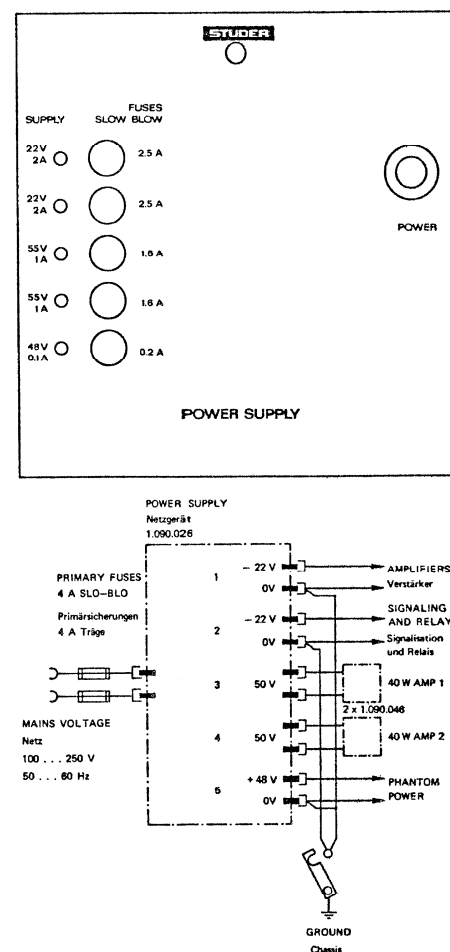 STUDER
FUSES
SUPPLY SLOW BLOW
22V
2A 2.5 A
22V
2A 2.5 A
55V
1A 1.6 A
55V
1A 1.6 A
48V
0.1 A 0.2 A
POWER
POWER SUPPLY
POWER SUPPLY
Netzgerät
1.090.026
PRIMARY FUSES
4 A SLO-BLO
Primärsicherungen
4 A Träge
MAINS VOLTAGE
Netz
100 ... 250 V
50 ... 60 Hz
1
- 22 V
0V
AMPLIFIERS
Verstärker
2
- 22 V
0V
SIGNALING
AND RELAY
Signalisation
und Relais
3
50 V
40 W AMP 1
2 x 1.090.046
4
50 V
40 W AMP 2
5
+ 48 V
0V
PHANTOM
POWER
GROUND
Chassis